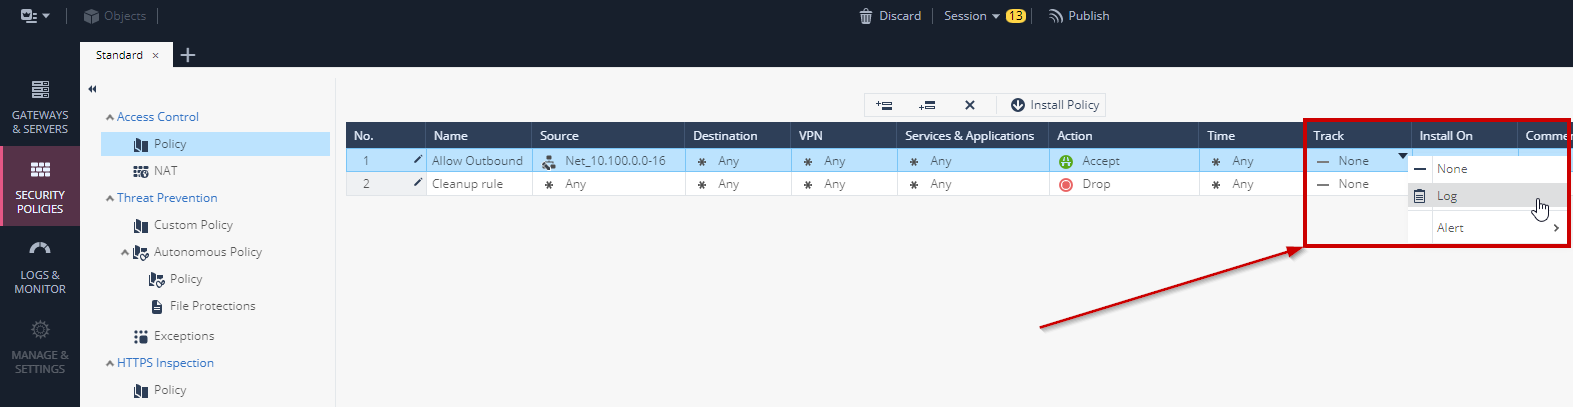 Objects
Discard
Session
13
Publish
Standard ×
GATEWAYS
& SERVERS
SECURITY
POLICIES
LOGS &
MONITOR
MANAGE &
SETTINGS
Access Control
Policy
NAT
Threat Prevention
Custom Policy
Autonomous Policy
Policy
File Protections
Exceptions
HTTPS Inspection
Policy
Install Policy
No. Name Source Destination VPN Services & Applications Action Time Track Install On Comme
1 Allow Outbound Net_10.100.0.0-16 * Any * Any * Any Accept * Any — None
2 Cleanup rule * Any * Any * Any * Any Drop * Any — None
None
Log
Alert